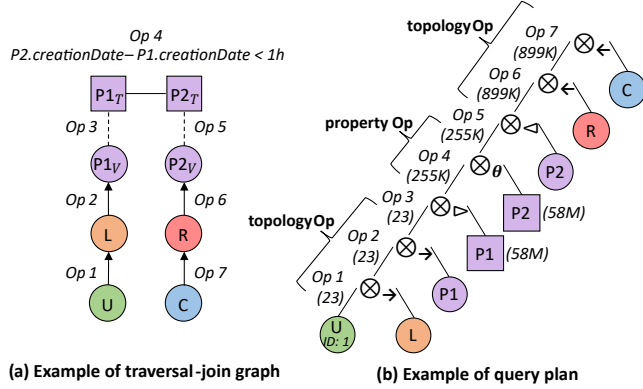 Op 4
P2.creationDate– P1.creationDate < 1h
P1T P2T
Op 3 Op 5
P1V P2V
Op 2 Op 6
L R
Op 1 Op 7
U C
(a) Example of traversal-join graph
topologyOp
Op 7
(899K)
C
Op 6
(899K)
R
property Op
Op 5
(255K)
P2
Op 4
(255K)
θ
P2 (58M)
topologyOp
Op 3
(23)
P1 (58M)
Op 2
(23)
P1
Op 1
(23)
U
ID: 1
L
(b) Example of query plan